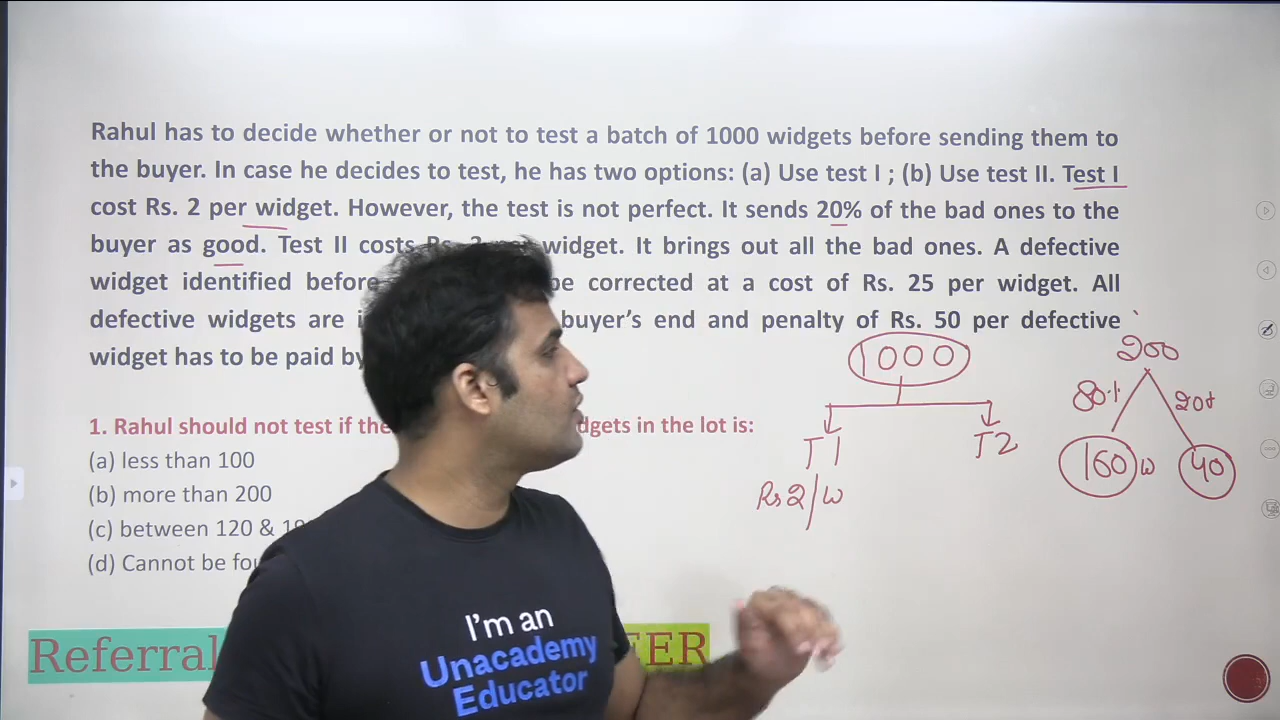 Rahul has to decide whether or not to test a batch of 1000 widgets before sending them to
the buyer. In case he decides to test, he has two options: (a) Use test I ; (b) Use test II. Test I
cost Rs. 2 per widget. However, the test is not perfect. It sends 20% of the bad ones to the
buyer as good. Test II costs Rs. widget. It brings out all the bad ones. A defective
widget identified before corrected at a cost of Rs. 25 per widget. All
defective widgets are buyer's end and penalty of Rs. 50 per defective
widget has to be paid by
1000
200
80%
20%
1. Rahul should not test if the widgets in the lot is:
T1
T2
160 w
40
(a) less than 100
(b) more than 200
Rs 2/w
(c) between 120 &
(d) Cannot be
Referral
I'm an
Unacademy
Educator